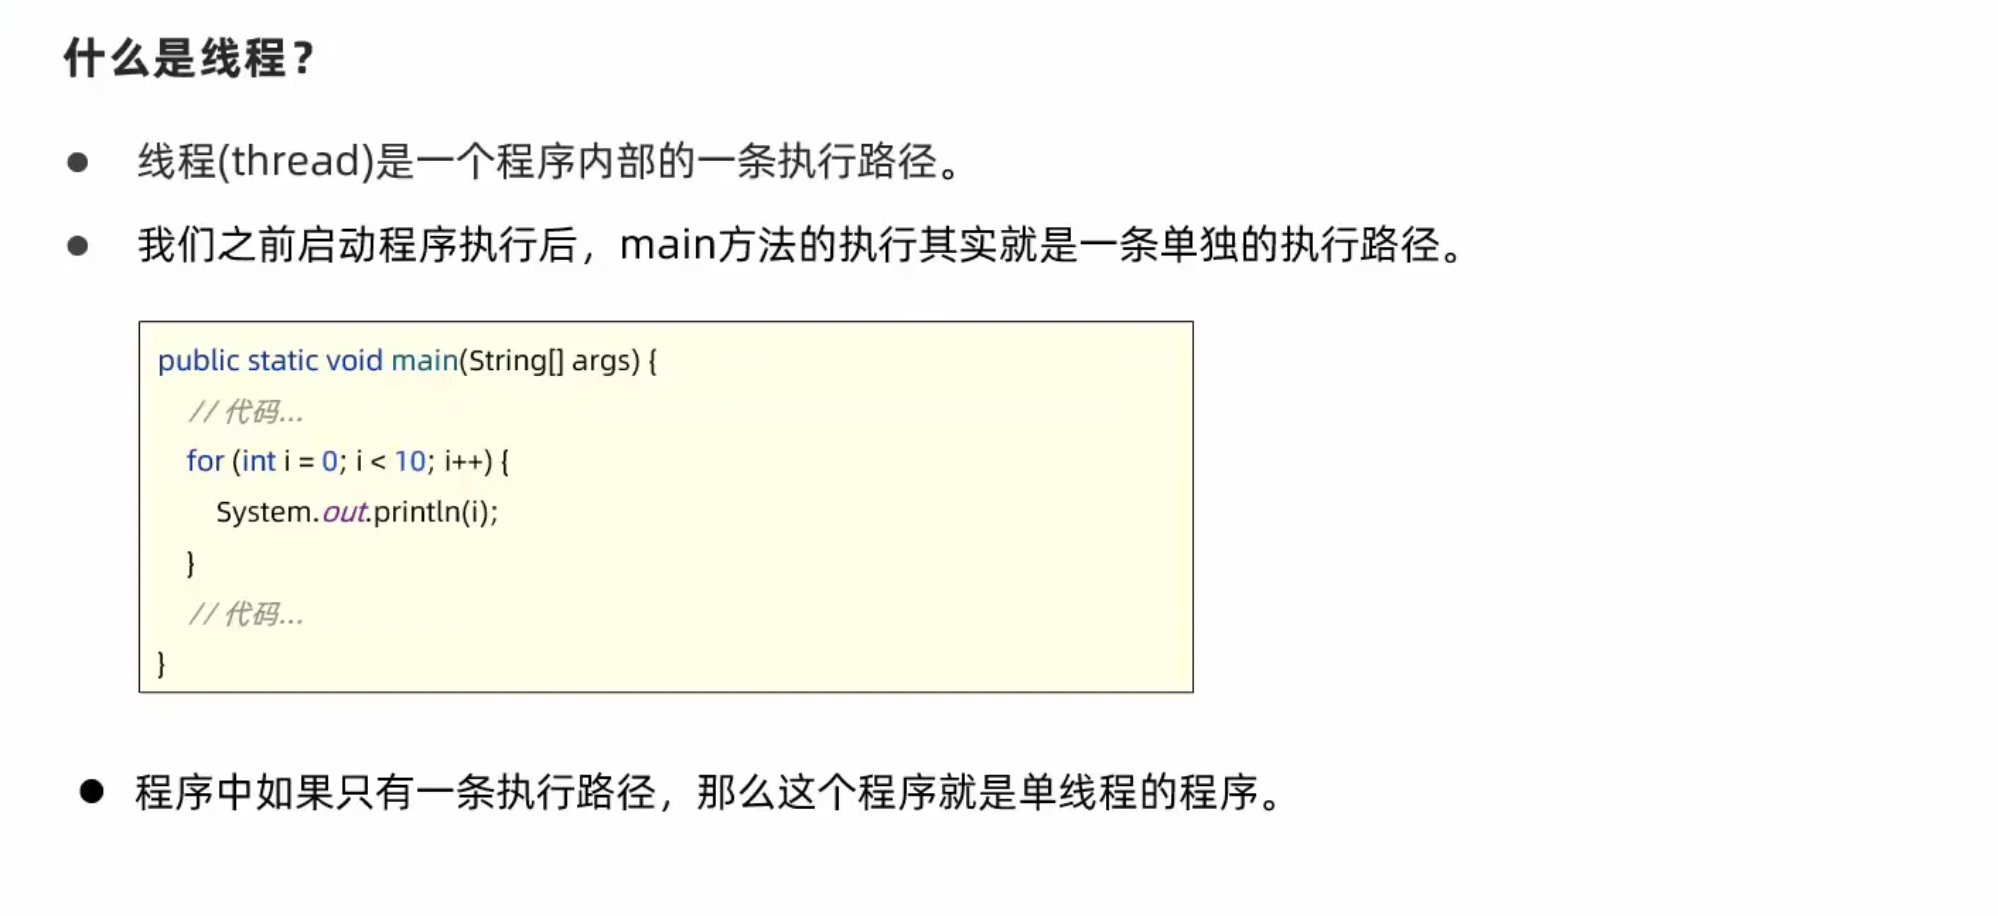 什么是线程?
● 线程(thread)是一个程序内部的一条执行路径。
● 我们之前启动程序执行后，main方法的执行其实就是一条单独的执行路径。
public static void main(String[] args) {
// 代码...
for (int i = 0; i < 10; i++) {
System.out.println(i);
}
// 代码...
}
● 程序中如果只有一条执行路径，那么这个程序就是单线程的程序。